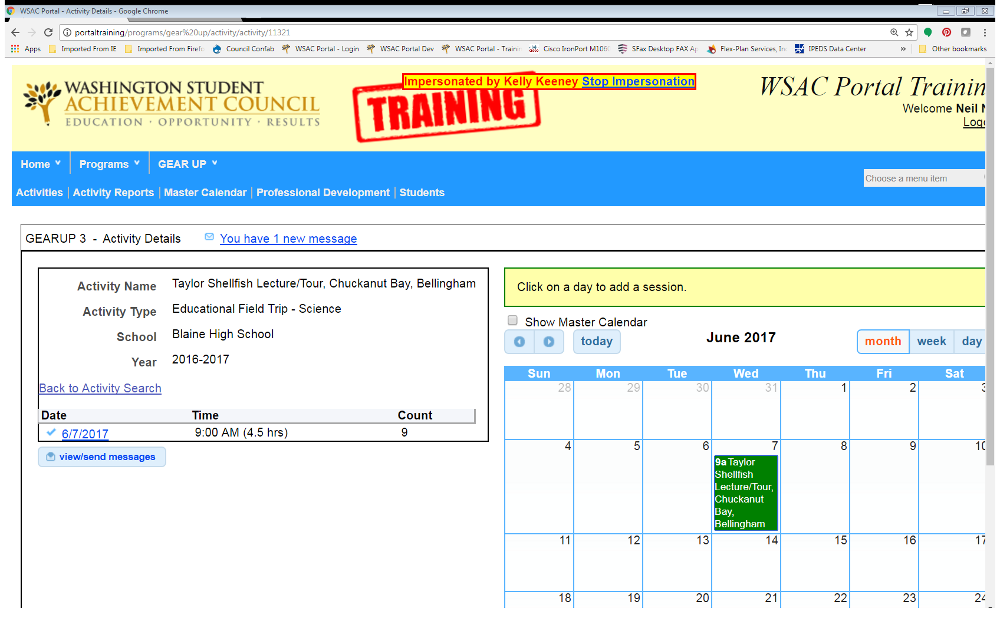 WSAC Portal - Activity Details - Google Chrome
portaltraining/programs/gear%20up/activity/activity/11321
Apps Imported From IE Imported From Firefo Council Confab WSAC Portal - Login WSAC Portal Dev WSAC Portal - Trainin Cisco IronPort M106 SFax Desktop FAX Ap Flex-Plan Services, Inc IPEDS Data Center » Other bookmarks
WASHINGTON STUDENT
ACHIEVEMENT COUNCIL
EDUCATION · OPPORTUNITY · RESULTS
Impersonated by Kelly Keeney Stop Impersonation
TRAINING
WSAC Portal Trainin
Welcome Neil
Logo
Home Programs GEAR UP
Choose a menu item
Activities Activity Reports Master Calendar Professional Development Students
GEARUP 3 - Activity Details You have 1 new message
Activity Name Taylor Shellfish Lecture/Tour, Chuckanut Bay, Bellingham
Activity Type Educational Field Trip - Science
School Blaine High School
Year 2016-2017
Back to Activity Search
Date Time Count
6/7/2017 9:00 AM (4.5 hrs) 9
view/send messages
Click on a day to add a session.
Show Master Calendar
today June 2017 month week day
Sun Mon Tue Wed Thu Fri Sat
28 29 30 31 1 2 3
4 5 6 7 8 9 10
9a Taylor
Shellfish
Lecture/Tour,
Chuckanut
Bay,
Bellingham
11 12 13 14 15 16 17
18 19 20 21 22 23 24